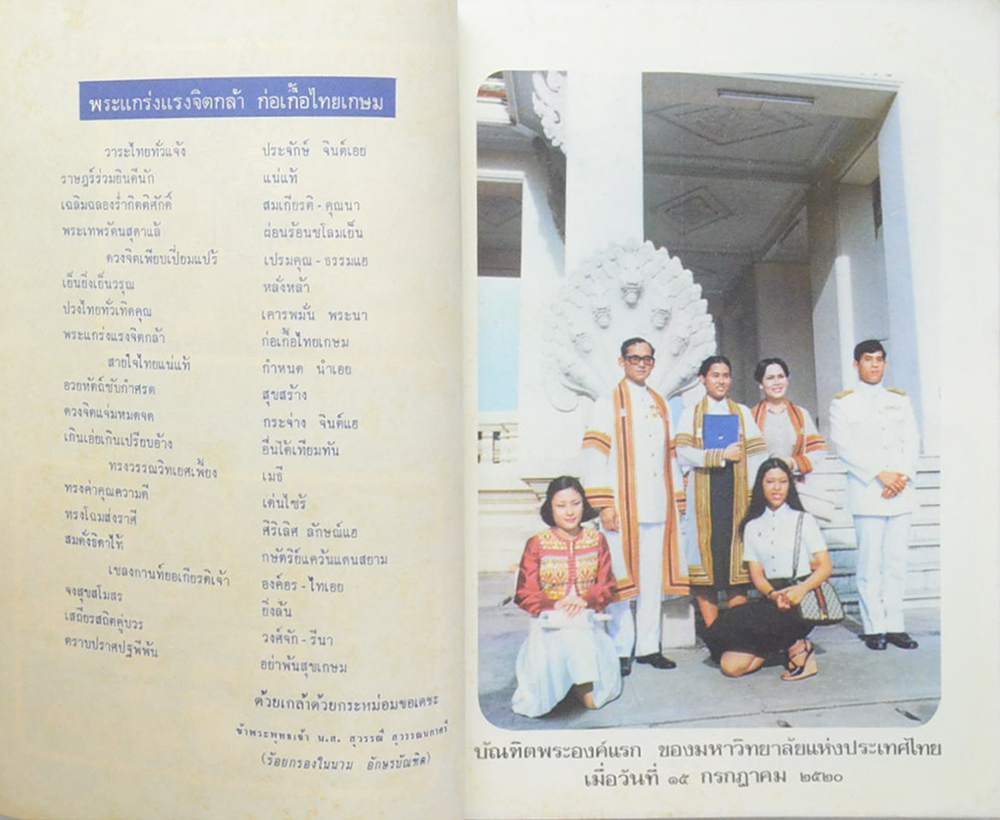 พระแกร่งแรงจิตกล้า ก่อเกื้อไทยเกษม
วาระไทยทั่วแจ้ง ประจักษ์ จินต์เอย
ราษฎร์ร่วมยินดีนัก แน่แท้
เฉลิมฉลองร่ำกิตติศักดิ์ สมเกียรติ - คุณนา
พระเทพรัตนสุดาแล้ ผ่อนร้อนชโลมเย็น
ดวงจิตเพียบเปี่ยมแปร้ เปรมคุณ - ธรรมแฮ
เย็นยิ่งเย็นวรุณ หลั่งหล้า
ปวงไทยทั่วเทิดคุณ เคารพมั่น พระนา
พระแกร่งแรงจิตกล้า ก่อเกื้อไทยเกษม
สายใจไทยแน่แท้ กำหนด นำเอย
อวยหัตถ์ซับกำศรด สุขสร้าง
ดวงจิตแจ่มหมดจด กระจ่าง จินต์แฮ
เกินเอ่ยเกินเปรียบอ้าง อื่นได้เทียมทัน
ทรงวรรณวิทเยศเฟื้อง เมธี
ทรงค่าคุณความดี เด่นไซร้
ทรงโฉมส่งราศี ศิริเลิศ ลักษณ์แฮ
สมดั่งธิดาไท้ กษัตริย์แคว้นแดนสยาม
เชลงกานท์ยอเกียรติเจ้า องค์อร - ไทเอย
จงสุขสโมสร ยิ่งล้น
เสถียรสถิตคู่บวร วงศ์จัก - รีนา
ตราบปราศปฐพีพ้น อย่าพ้นสุขเกษม
ด้วยเกล้าด้วยกระหม่อมขอเดชะ
ข้าพระพุทธเจ้า น.ส. สุวรรณี สุวรรณนภาศรี
(ร้อยกรองในนาม อักษรบัณฑิต)
บัณฑิตพระองค์แรก ของมหาวิทยาลัยแห่งประเทศไทย
เมื่อวันที่ ๑๕ กรกฎาคม ๒๕๒๐